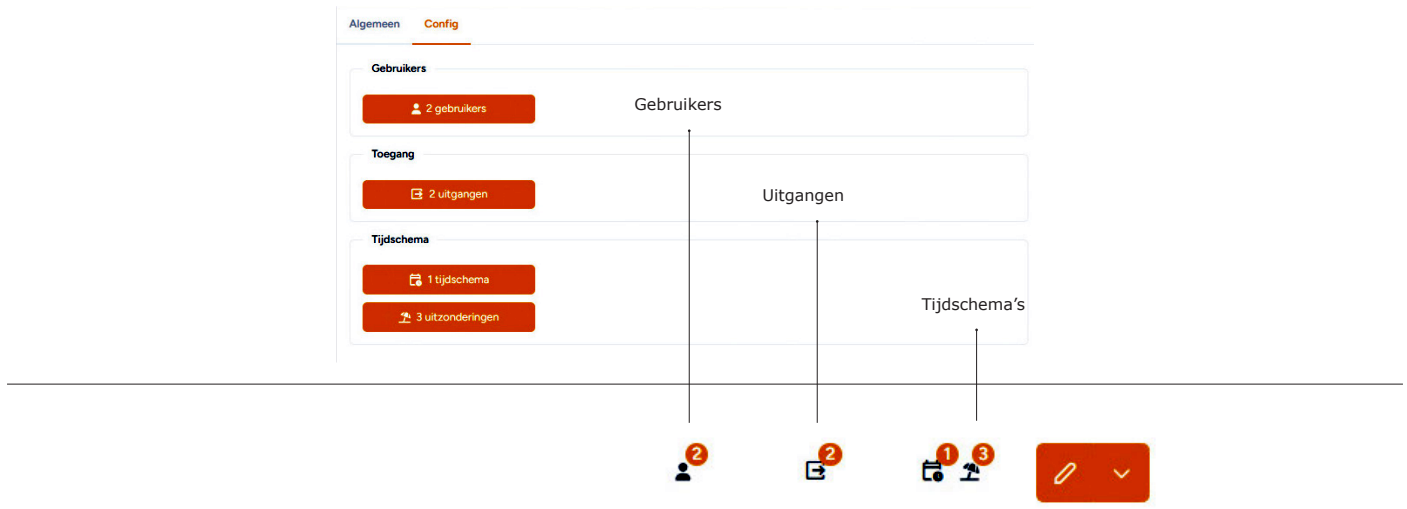 Algemeen Config
Gebruikers
2 gebruikers
Gebruikers
Toegang
2 uitgangen
Uitgangen
Tijdschema
1 tijdschema
3 uitzonderingen
Tijdschema’s
2 2 1 3